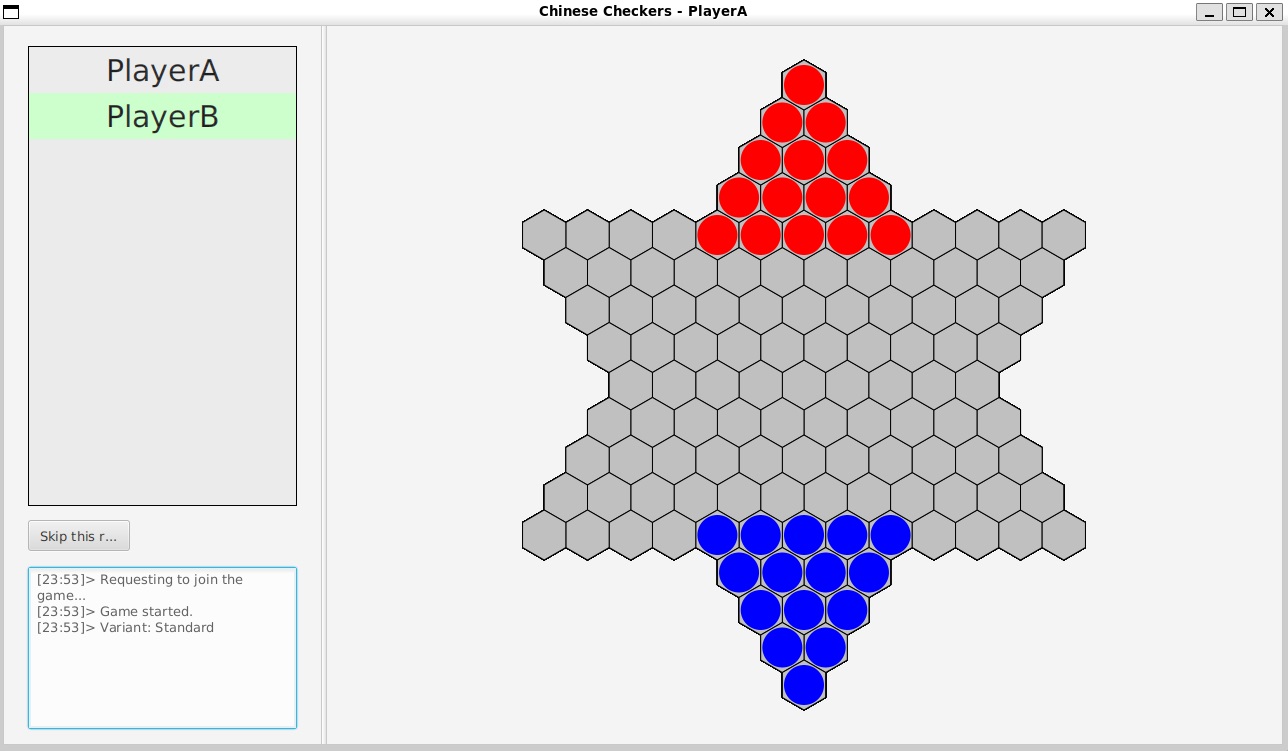 Chinese Checkers - PlayerA
PlayerA
PlayerB
Skip this r...
[23:53]> Requesting to join the
game...
[23:53]> Game started.
[23:53]> Variant: Standard